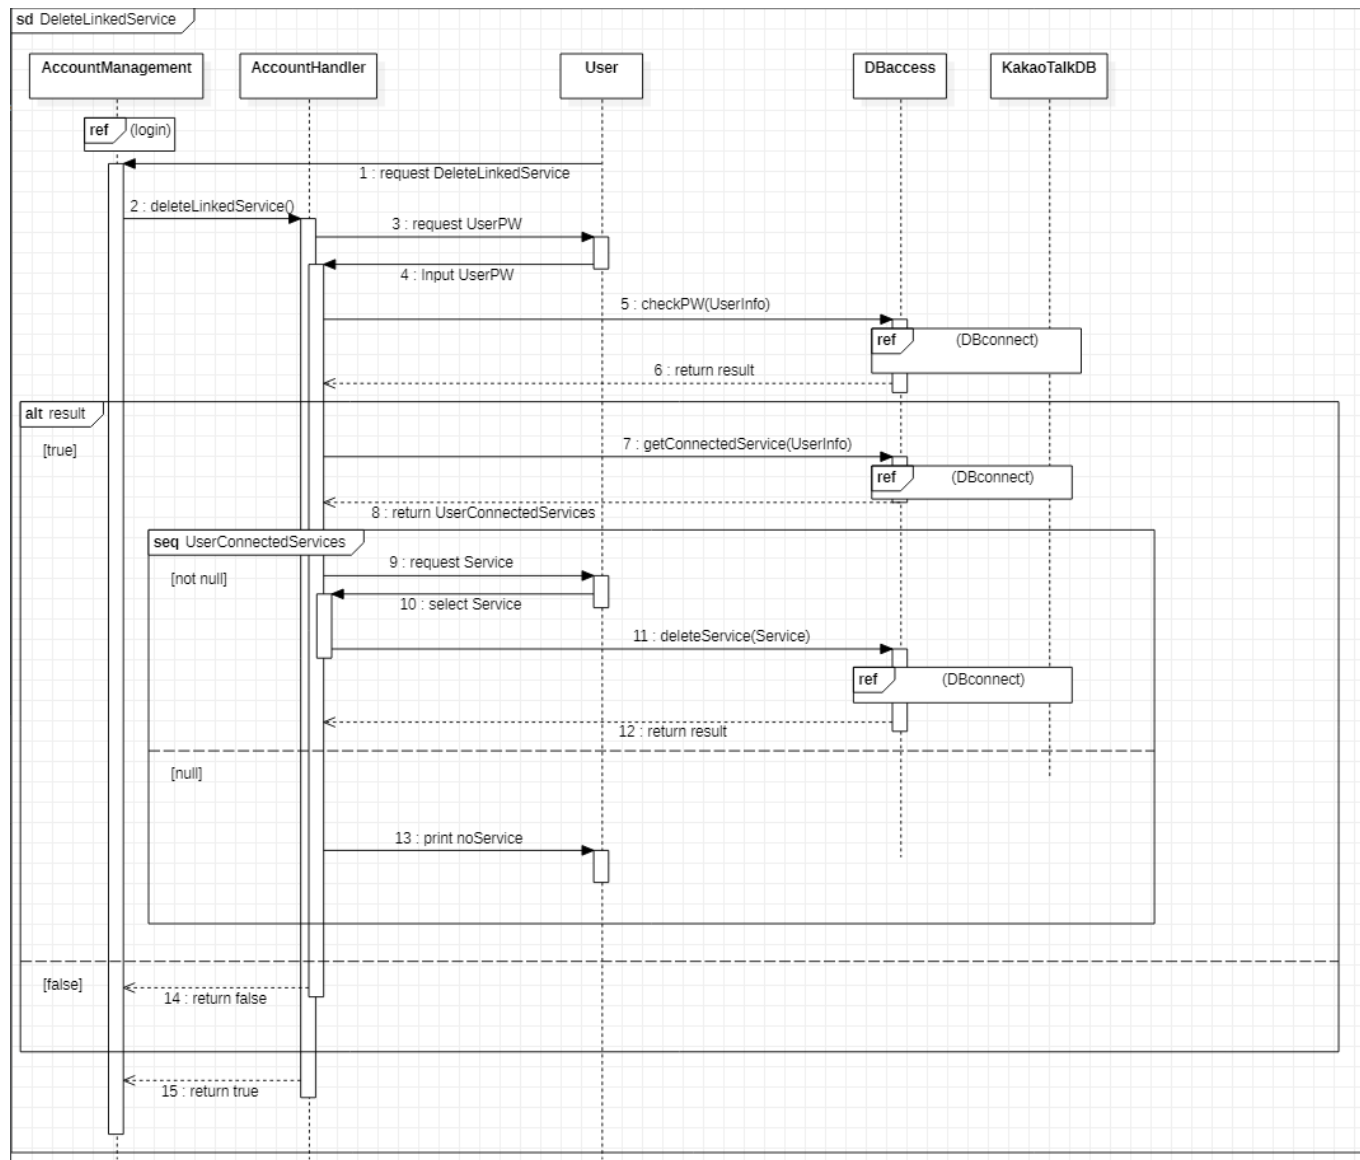 sd DeleteLinkedService
AccountManagement
AccountHandler
User
DBaccess
KakaoTalkDB
ref (login)
1 : request DeleteLinkedService
2 : deleteLinkedService()
3 : request UserPW
4 : Input UserPW
5 : checkPW(UserInfo)
ref (DBconnect)
6 : return result
alt result
[true]
7 : getConnectedService(UserInfo)
ref (DBconnect)
8 : return UserConnectedServices
seq UserConnectedServices
[not null]
9 : request Service
10 : select Service
11 : deleteService(Service)
ref (DBconnect)
12 : return result
[null]
13 : print noService
[false]
14 : return false
15 : return true